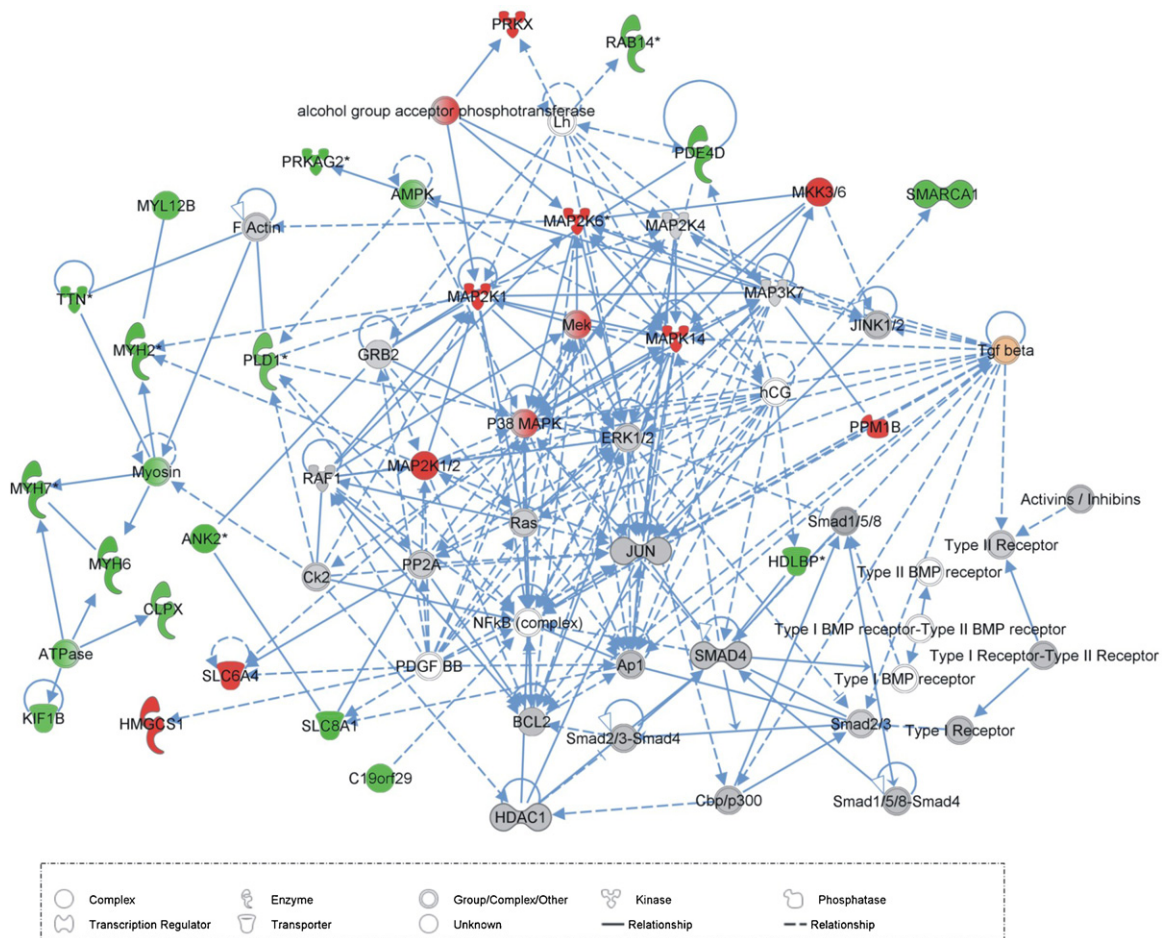 PRKX
RAB14*
alcohol group acceptor phosphotransferase
Lh
PRKAG2*
PDE4D
AMPK
MKK3/6
SMARCA1
MYL12B
F Actin
MAP2K6*
MAP2K4
TTN*
MAP2K1
MAP3K7
Mek
MAPK14
JINK1/2
MYH2*
PLD1*
GRB2
Tgf beta
hCG
P38 MAPK
ERK1/2
PPM1B
Myosin
MAP2K1/2
RAF1
MYH7*
Activins / Inhibins
Ras
Smad1/5/8
ANK2*
JUN
Type II Receptor
MYH6
PP2A
HDLBP*
Type II BMP receptor
Ck2
CLPX
NFkB (complex)
Type I BMP receptor-Type II BMP receptor
ATPase
SMAD4
Type I Receptor-Type II Receptor
PDGF BB
Ap1
SLC6A4
Type I BMP receptor
KIF1B
HMGCS1
SLC8A1
BCL2
Smad2/3
Type I Receptor
Smad2/3-Smad4
C19orf29
Cbp/p300
Smad1/5/8-Smad4
HDAC1
Complex
Enzyme
Group/Complex/Other
Kinase
Phosphatase
Transcription Regulator
Transporter
Unknown
Relationship
Relationship